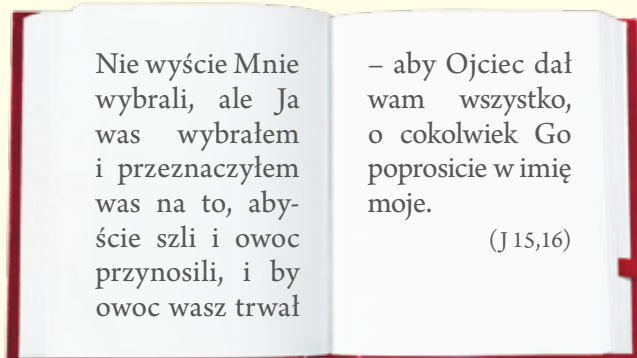 Nie wyście Mnie
wybrali, ale Ja
was wybrałem
i przeznaczyłem
was na to, aby-
ście szli i owoc
przynosili, i by
owoc wasz trwał
– aby Ojciec dał
wam wszystko,
o cokolwiek Go
poprosicie w imię
moje.
(J 15,16)